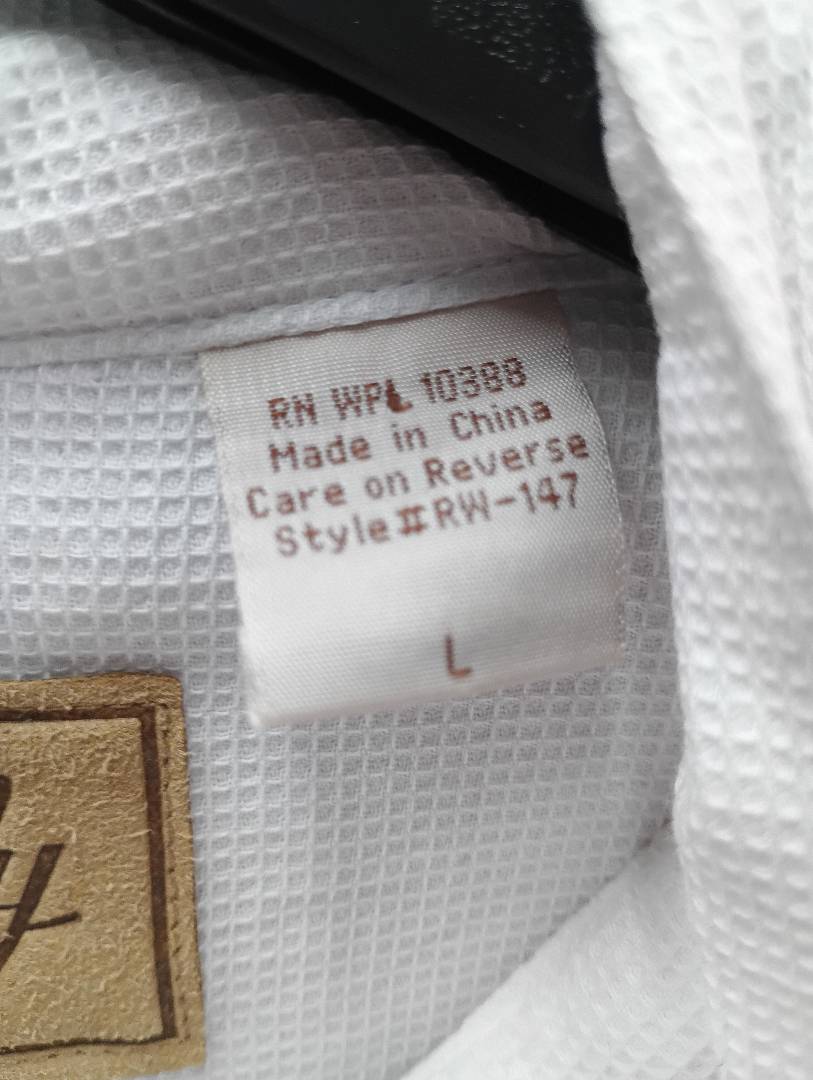 RN WPL 10388
Made in China
Care on Reverse
Style # RW-147
L